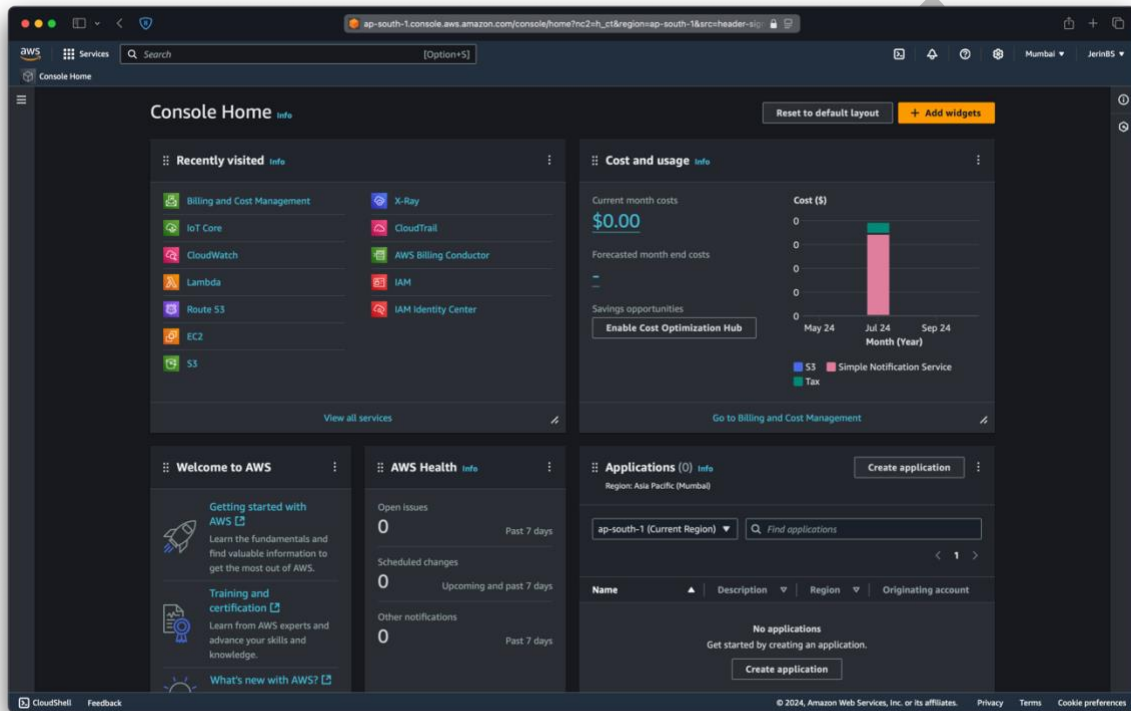 ap-south-1.console.aws.amazon.com/console/home?nc2=h_ct&region=ap-south-1&src=header-sig
aws Services Search [Option+S] Mumbai JerinBS
Console Home
Console Home Info Reset to default layout + Add widgets
Recently visited Info
Billing and Cost Management X-Ray
IoT Core CloudTrail
CloudWatch AWS Billing Conductor
Lambda IAM
Route 53 IAM Identity Center
EC2
S3
View all services
Cost and usage Info
Current month costs
$0.00
Forecasted month end costs
-
Savings opportunities
Enable Cost Optimization Hub
Cost ($)
0
0
0
0
0
May 24 Jul 24 Sep 24
Month (Year)
S3 Simple Notification Service
Tax
Go to Billing and Cost Management
Welcome to AWS
Getting started with
AWS
Learn the fundamentals and
find valuable information to
get the most out of AWS.
Training and
certification
Learn from AWS experts and
advance your skills and
knowledge.
What's new with AWS?
AWS Health Info
Open issues
0 Past 7 days
Scheduled changes
0 Upcoming and past 7 days
Other notifications
0 Past 7 days
Applications (0) Info Create application
Region: Asia Pacific (Mumbai)
ap-south-1 (Current Region) Find applications
1
Name Description Region Originating account
No applications
Get started by creating an application.
Create application
CloudShell Feedback © 2024, Amazon Web Services, Inc. or its affiliates. Privacy Terms Cookie preferences